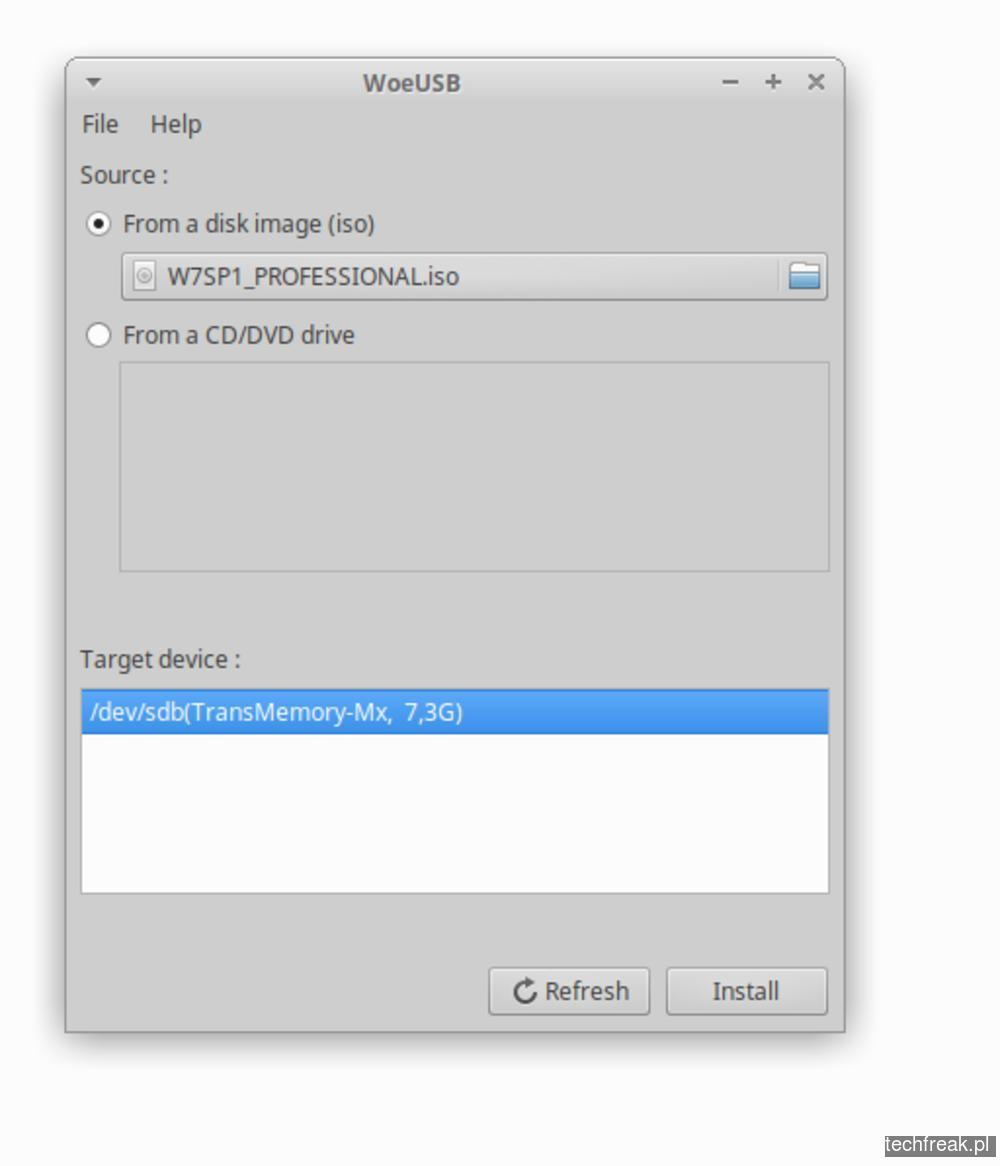 WoeUSB
File Help
Source :
From a disk image (iso)
W7SP1_PROFESSIONAL.iso
From a CD/DVD drive
Target device :
/dev/sdb(TransMemory-Mx, 7,3G)
Refresh Install
techfreak.pl